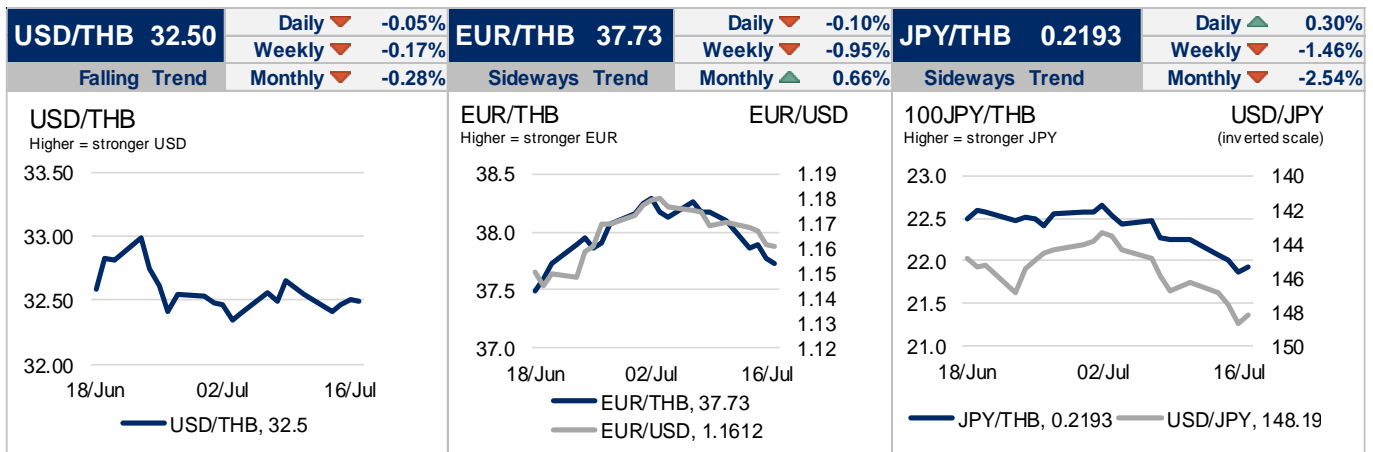 USD/THB 32.50
Daily -0.05%
Weekly -0.17%
Falling Trend
Monthly -0.28%
USD/THB
Higher = stronger USD
33.50
33.00
32.50
32.00
18/Jun 02/Jul 16/Jul
USD/THB, 32.5
EUR/THB 37.73
Daily -0.10%
Weekly -0.95%
Sideways Trend
Monthly 0.66%
EUR/THB EUR/USD
Higher = stronger EUR
38.5
38.0
37.5
37.0
1.19
1.18
1.17
1.16
1.15
1.14
1.13
1.12
18/Jun 02/Jul 16/Jul
EUR/THB, 37.73
EUR/USD, 1.1612
JPY/THB 0.2193
Daily 0.30%
Weekly -1.46%
Sideways Trend
Monthly -2.54%
100JPY/THB USD/JPY
Higher = stronger JPY (inverted scale)
23.0
22.5
22.0
21.5
21.0
140
142
144
146
148
150
18/Jun 02/Jul 16/Jul
JPY/THB, 0.2193 USD/JPY, 148.19